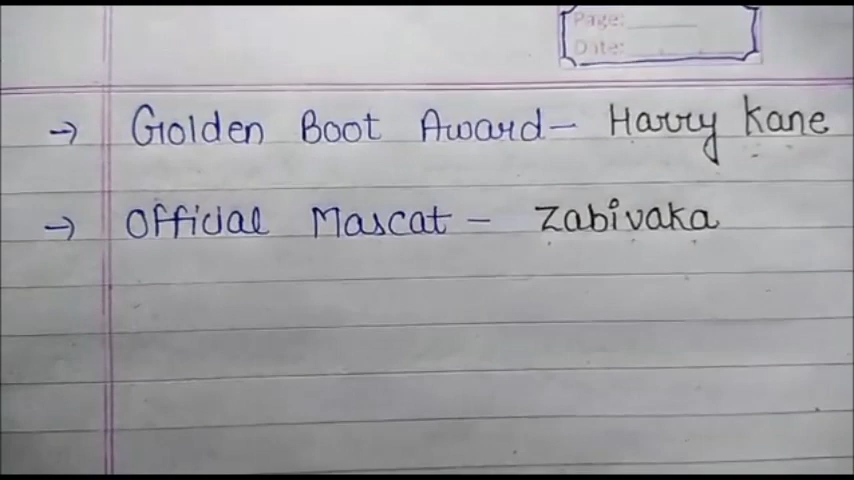 Page:
Date:
→ Golden Boot Award- Harry Kane
→ Official Mascat - Zabivaka